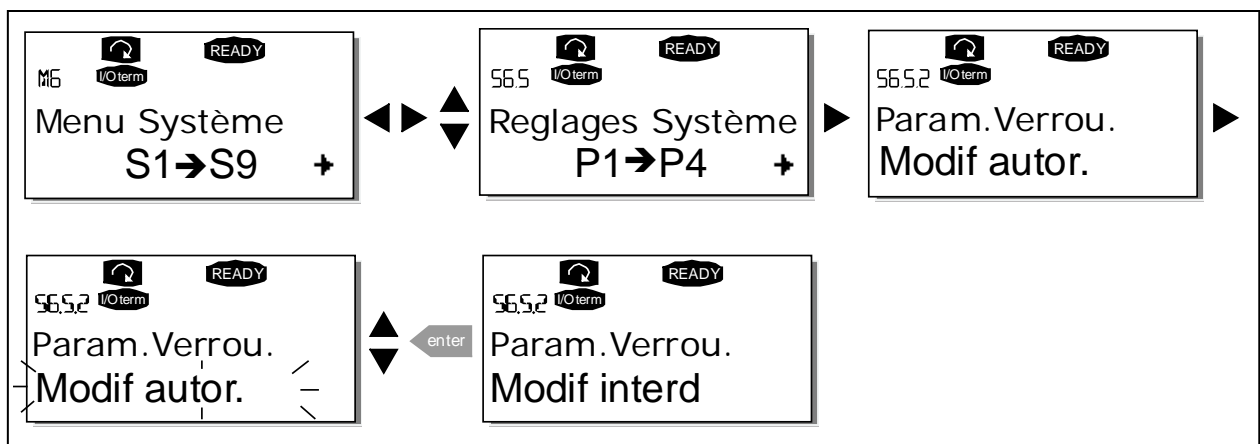 READY
M6 I/Oterm
Menu Système
S1➔S9
READY
S6.5 I/Oterm
Reglages Système
P1➔P4
READY
S6.5.2 I/Oterm
Param.Verrou.
Modif autor.
READY
S6.5.2 I/Oterm
Param.Verrou.
Modif autor.
enter
READY
S6.5.2 I/Oterm
Param.Verrou.
Modif interd